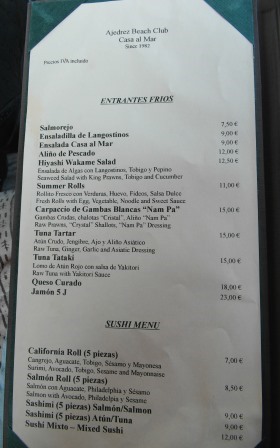 Ajedrez Beach Club
Casa al Mar
Since 1982
Precios IVA incluido
ENTRANTES FRIOS
Salmorejo 7,50 €
Ensaladilla de Langostinos 9,00 €
Ensalada Casa al Mar 9,00 €
Aliño de Pescado 12,00 €
Hiyashi Wakame Salad 12,50 €
Ensalada de Algas con Langostinos, Tobigo y Pepino
Seaweed Salad with King Prawns, Tobigo and Cucumber
Summer Rolls 11,00 €
Rollito Fresco con Verduras, Huevo, Fideos, Salsa Dulce
Fresh Rolls with Egg, Vegetable, Noodle and Sweet Sauce
Carpaccio de Gambas Blancas "Nam Pa" 15,00 €
Gambas Crudas, chalotas "Cristal", Aliño "Nam Pa"
Raw Prawns, "Crystal" Shallots, "Nam Pa" Dressing
Tuna Tartar 15,00 €
Atún Crudo, Jengibre, Ajo y Aliño Asiático
Raw Tuna, Ginger, Garlic and Asiatic Dressing
Tuna Tataki 15,00 €
Lomo de Atún Rojo con salsa de Yakitori
Raw Tuna with Yakitori Sauce
Queso Curado 18,00 €
Jamón 5 J 23,00 €
SUSHI MENU
California Roll (5 piezas) 7,00 €
Cangrejo, Aguacate, Tobigo, Sésamo y Mayonesa
Surimi, Avocado, Tobigo, Sesame and Mayonnasse
Salmón Roll (5 piezas) 8,50 €
Salmón con Aguacate, Philadelphia y Sésamo
Salmon with Avocado, Philadelphia y Sesame
Sashimi (5 piezas) Salmón/Salmon 9,00 €
Sashimi (5 piezas) Atún/Tuna 9,00 €
Sushi Mixto – Mixed Sushi 12,00 €